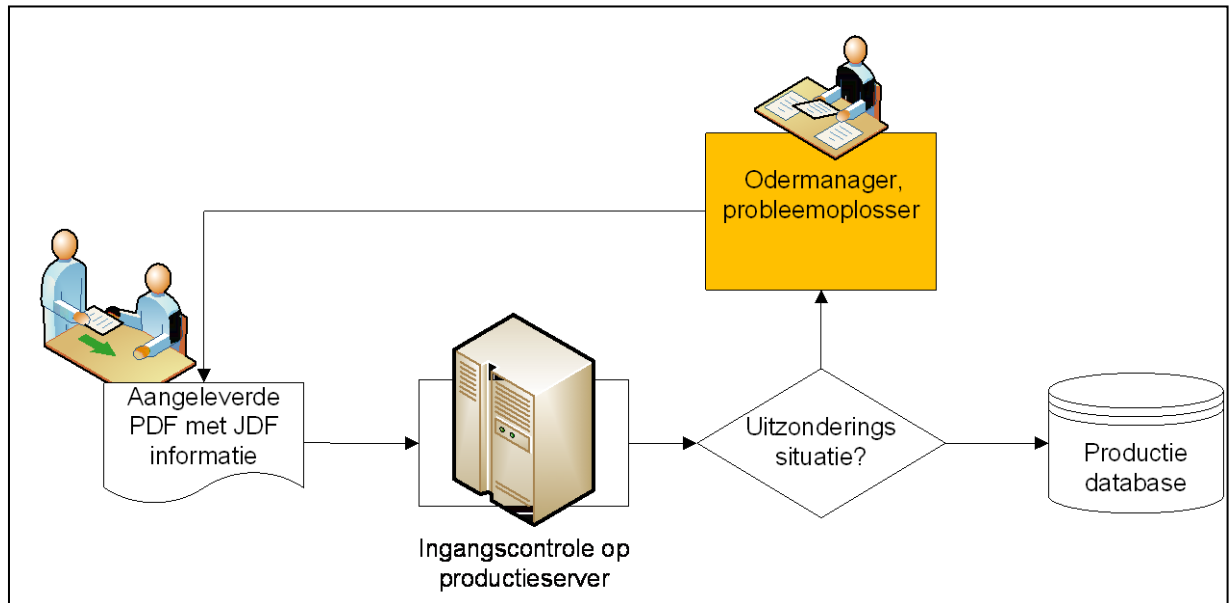 Odermanager,
probleemoplosser
Aangeleverde
PDF met JDF
informatie
Uitzonderings
situatie?
Productie
database
Ingangscontrole op
productieserver